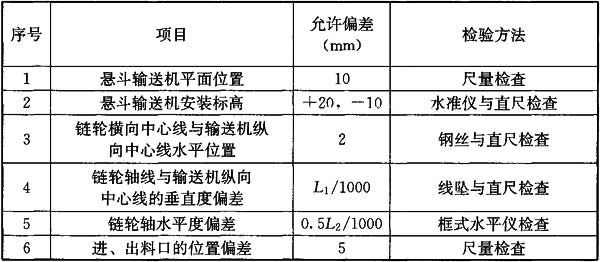 序号 项目 允许偏差 检验方法
(mm)
1 悬斗输送机平面位置 10 尺量检查
2 悬斗输送机安装标高 +20，-10 水准仪与直尺检查
3 链轮横向中心线与输送机纵 2 钢丝与直尺检查
向中心线水平位置
4 链轮轴线与输送机纵向 L₁/1000 线坠与直尺检查
中心线的垂直度偏差
5 链轮轴水平度偏差 0.5L₂/1000 框式水平仪检查
6 进、出料口的位置偏差 5 尺量检查